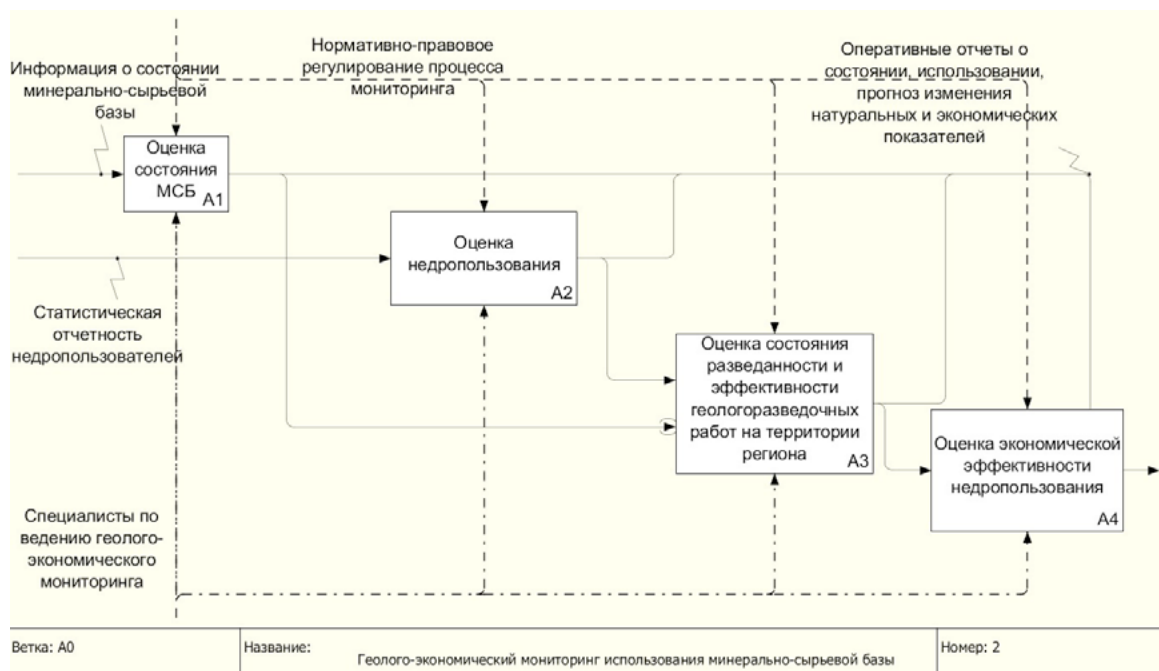 Информация о состоянии
минерально-сырьевой
базы
Нормативно-правовое
регулирование процесса
мониторинга
Оперативные отчеты о
состоянии, использовании,
прогноз изменения
натуральных и экономических
показателей
Оценка
состояния
МСБ
A1
Оценка
недропользования
A2
Статистическая
отчетность
недропользователей
Оценка состояния
разведанности и
эффективности
геологоразведочных
работ на территории
региона
A3
Оценка экономической
эффективности
недропользования
A4
Специалисты по
ведению геолого-
экономического
мониторинга
Ветка: A0
Название:
Геолого-экономический мониторинг использования минерально-сырьевой базы
Номер: 2